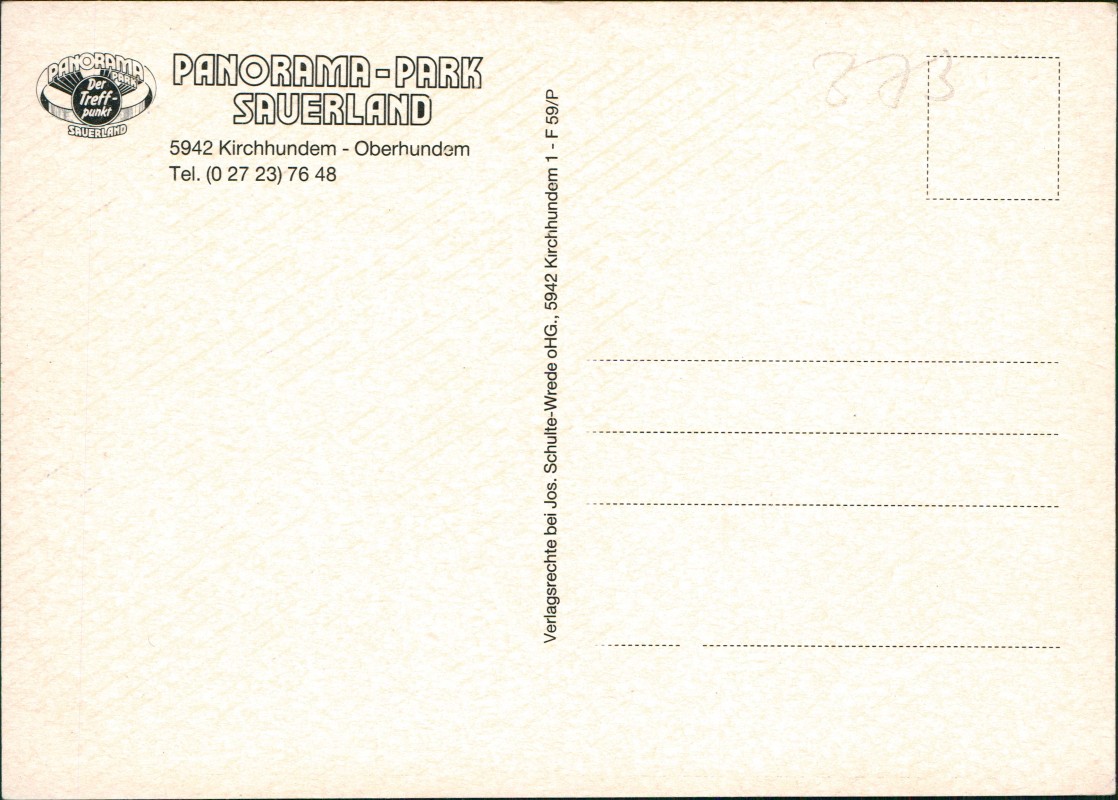 PANORAMA
PARK
Der
Treff-
punkt
SAUERLAND
PANORAMA-PARK
SAUERLAND
5942 Kirchhundem - Oberhundem
Tel. (0 27 23) 76 48
Verlagsrechte bei Jos. Schulte-Wrede oHG., 5942 Kirchhundem 1 - F 59/P